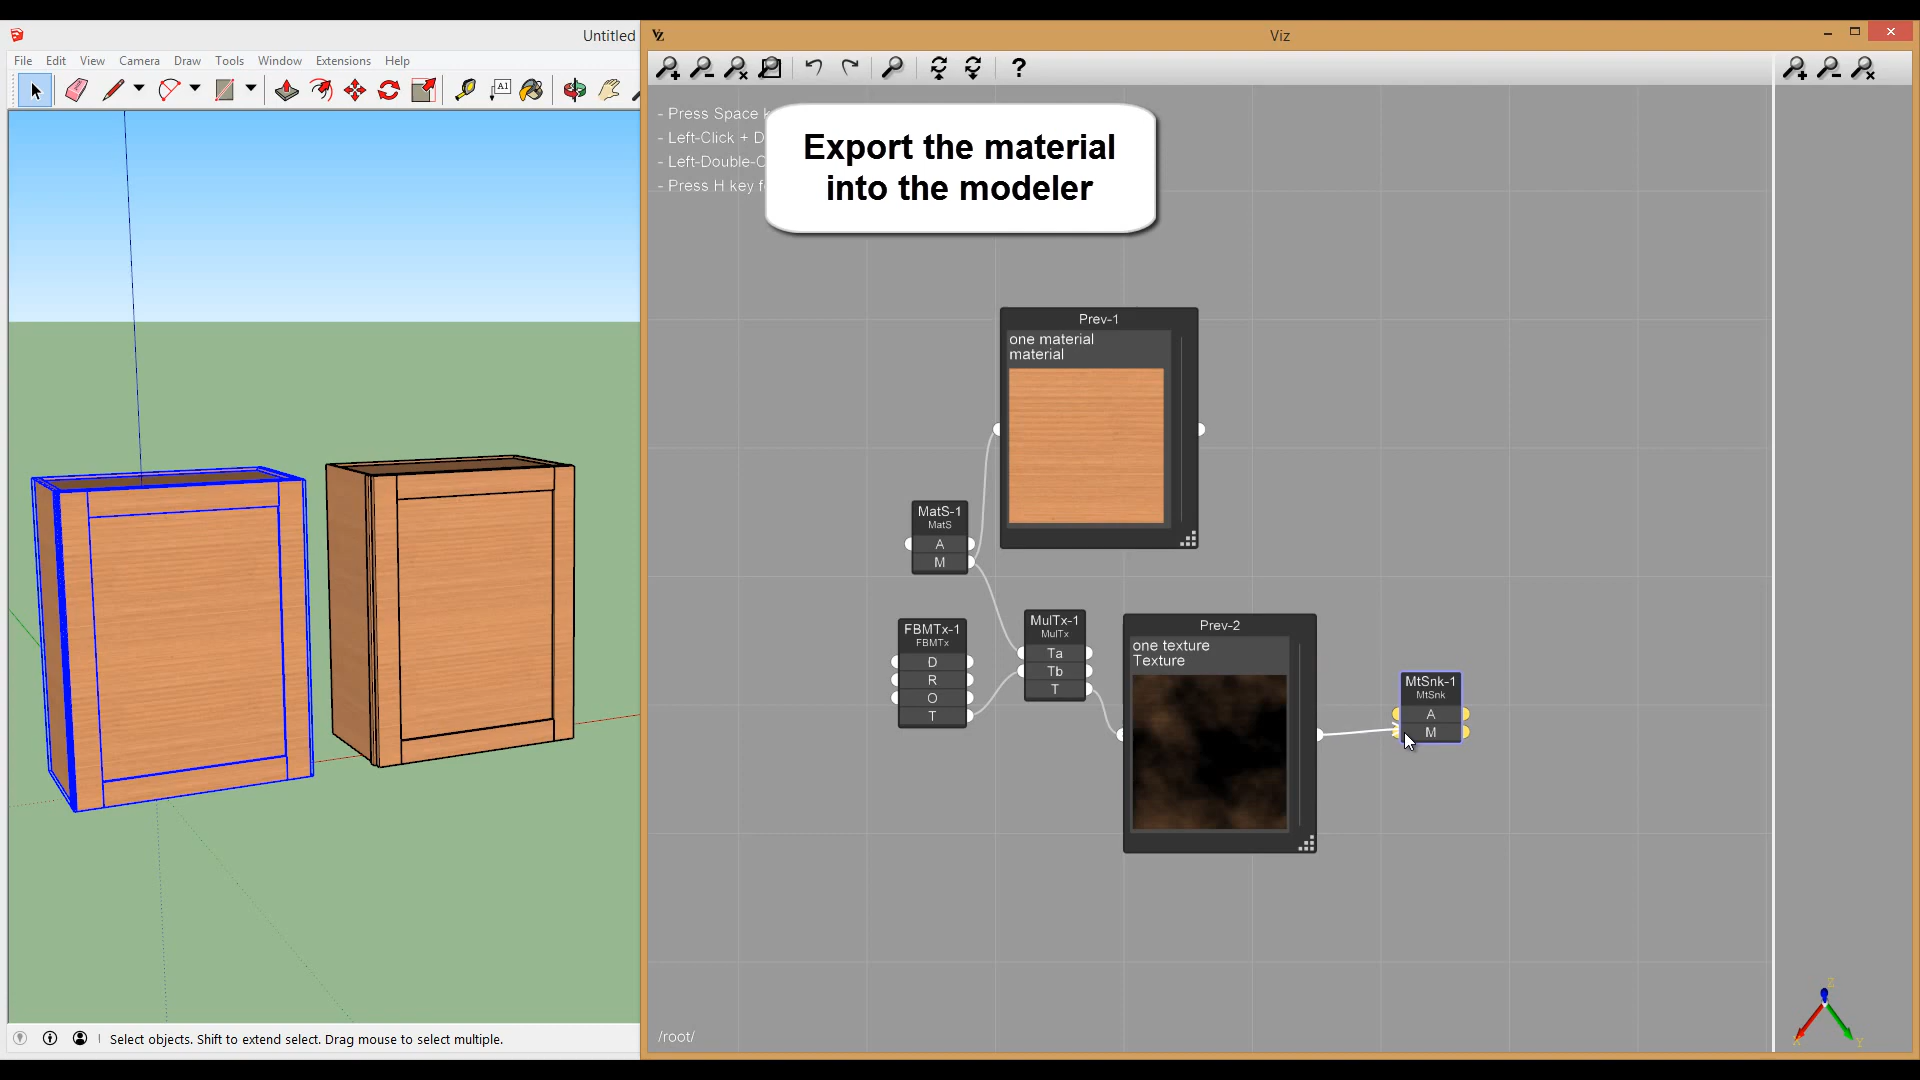 Untitled
File Edit View Camera Draw Tools Window Extensions Help
A1
Select objects. Shift to extend select. Drag mouse to select multiple.
Viz
?
- Press Space
- Left-Click + D
- Left-Double-C
- Press H key f
Export the material
into the modeler
Prev-1
one material
material
MatS-1
MatS
A
M
FBMTx-1
FBMTx
D
R
O
T
MulTx-1
MulTx
Ta
Tb
T
Prev-2
one texture
Texture
MtSnk-1
MtSnk
A
M
/root/
Z
X
Y